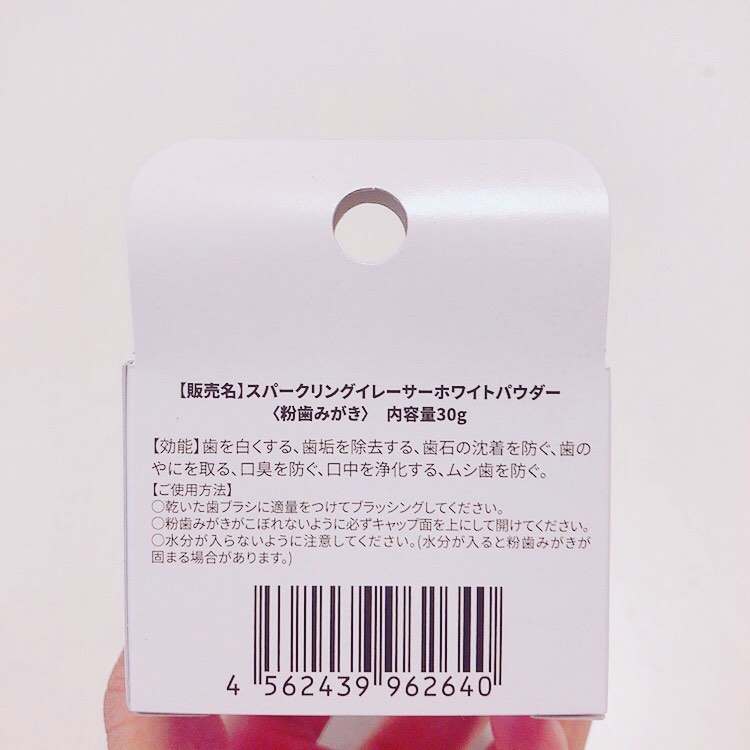 【販売名】スパークリングイレーサーホワイトパウダー
〈粉歯みがき〉 内容量30g
【効能】歯を白くする、歯垢を除去する、歯石の沈着を防ぐ、歯の
やにを取る、口臭を防ぐ、口中を浄化する、ムシ歯を防ぐ。
【ご使用方法】
○乾いた歯ブラシに適量をつけてブラッシングしてください。
○粉歯みがきがこぼれないように必ずキャップ面を上にして開けてください。
○水分が入らないように注意してください。(水分が入ると粉歯みがきが
固まる場合があります。)
4 562439 962640